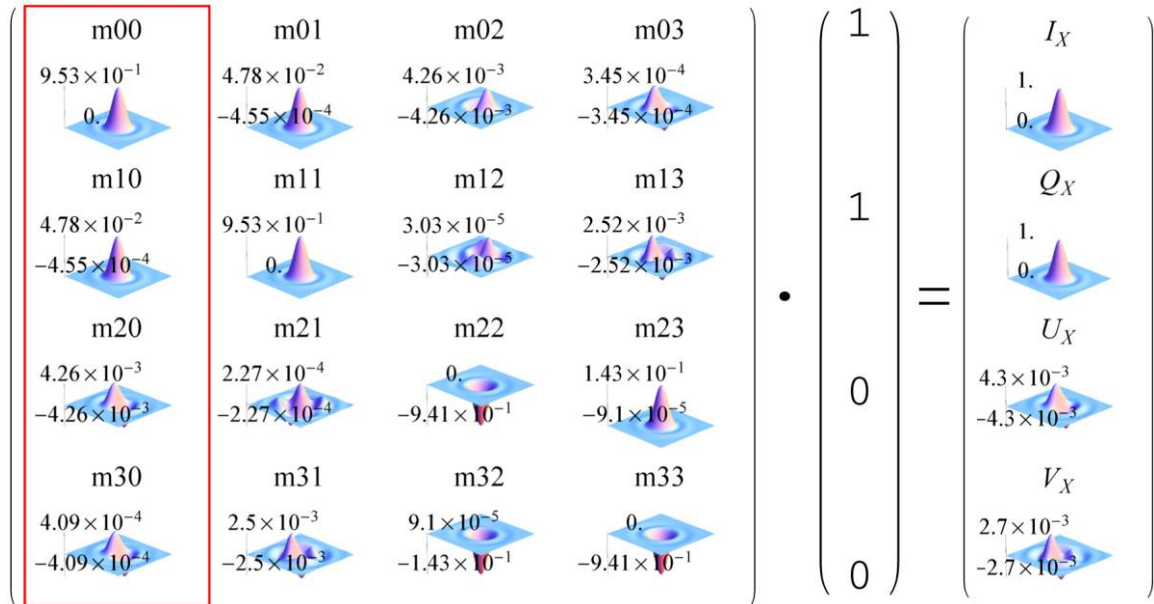 m00 m01 m02 m03 1 I_X
9.53×10⁻¹ 4.78×10⁻² 4.26×10⁻³ 3.45×10⁻⁴ 1.
0. −4.55×10⁻⁴ −4.26×10⁻³ −3.45×10⁻⁴ 0.
m10 m11 m12 m13 1 Q_X
4.78×10⁻² 9.53×10⁻¹ 3.03×10⁻⁵ 2.52×10⁻³ 1.
−4.55×10⁻⁴ 0. −3.03×10⁻⁵ −2.52×10⁻³ 0.
· =
m20 m21 m22 m23 0 U_X
4.26×10⁻³ 2.27×10⁻⁴ 0. 1.43×10⁻¹ 4.3×10⁻³
−4.26×10⁻³ −2.27×10⁻⁴ −9.41×10⁻¹ −9.1×10⁻⁵ −4.3×10⁻³
m30 m31 m32 m33 0 V_X
4.09×10⁻⁴ 2.5×10⁻³ 9.1×10⁻⁵ 0. 2.7×10⁻³
−4.09×10⁻⁴ −2.5×10⁻³ −1.43×10⁻¹ −9.41×10⁻¹ −2.7×10⁻³